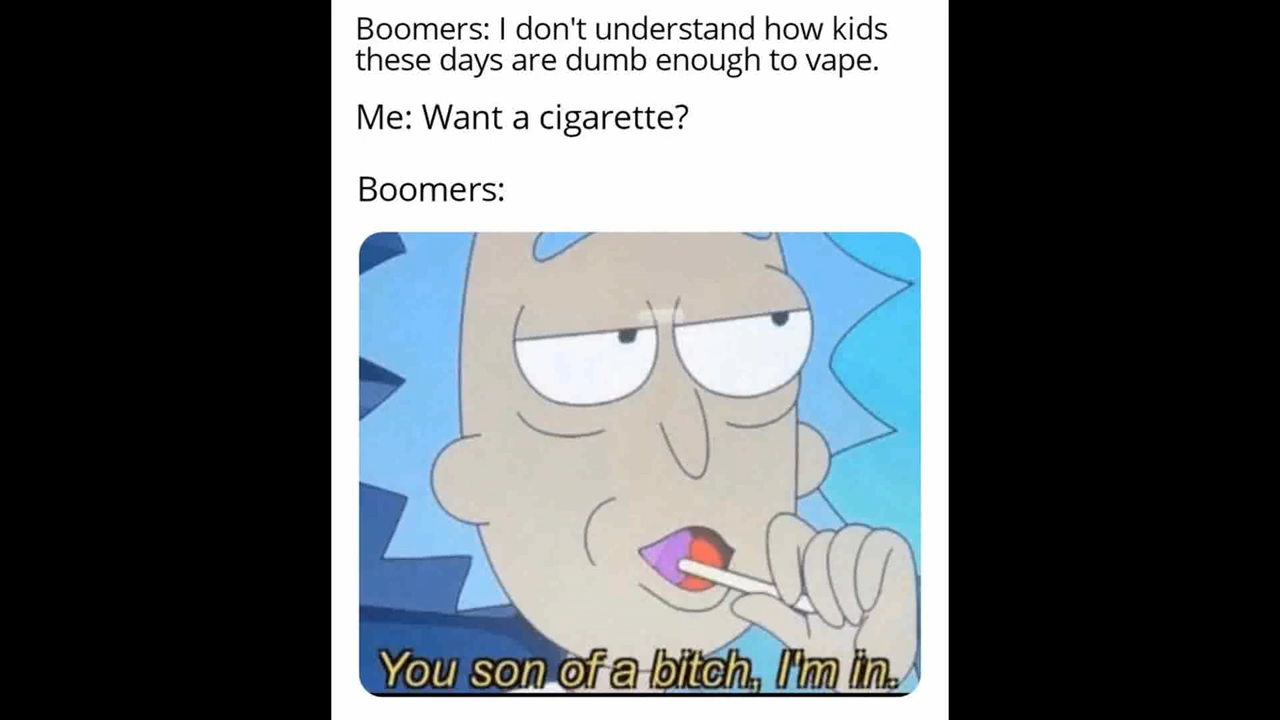 Boomers: I don't understand how kids
these days are dumb enough to vape.
Me: Want a cigarette?
Boomers:
You son of a bitch, I'm in.